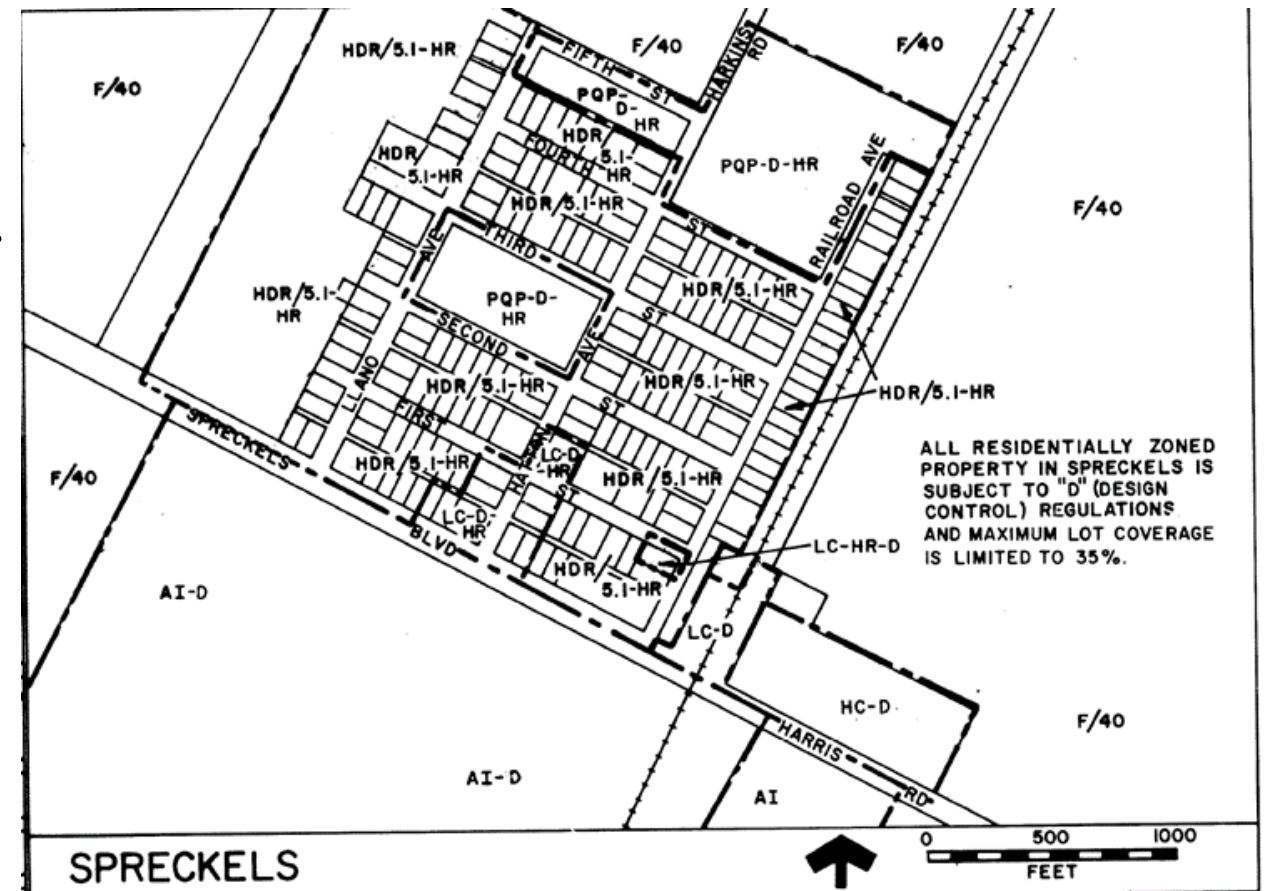 HDR/5.1-HR
F/40
F/40
F/40
FIFTH ST
HARKINS
RD
PQP-
D-
HR
HDR
5.1-
HR
FOURTH
ST
PQP-D-HR
RAILROAD AVE
HDR
5.1-HR
HDR/5.1-HR
F/40
AVE
THIRD
ST
HDR/5.1-
HR
PQP-D-
HR
HDR/5.1-HR
SECOND
AVE
ST
LLANO
HDR/5.1-HR
HDR/5.1-HR
HDR/5.1-HR
FIRST
ST
SPRECKELS
BLVD
HDR/5.1-HR
LC-D
-HR
HDR/5.1-HR
F/40
LC-D
HR
HDR/
5.1-HR
LC-HR-D
ALL RESIDENTIALLY ZONED
PROPERTY IN SPRECKELS IS
SUBJECT TO "D" (DESIGN
CONTROL) REGULATIONS
AND MAXIMUM LOT COVERAGE
IS LIMITED TO 35%.
AI-D
LC-D
HC-D
F/40
HARRIS
RD
AI-D
AI
SPRECKELS
0 500 1000
FEET